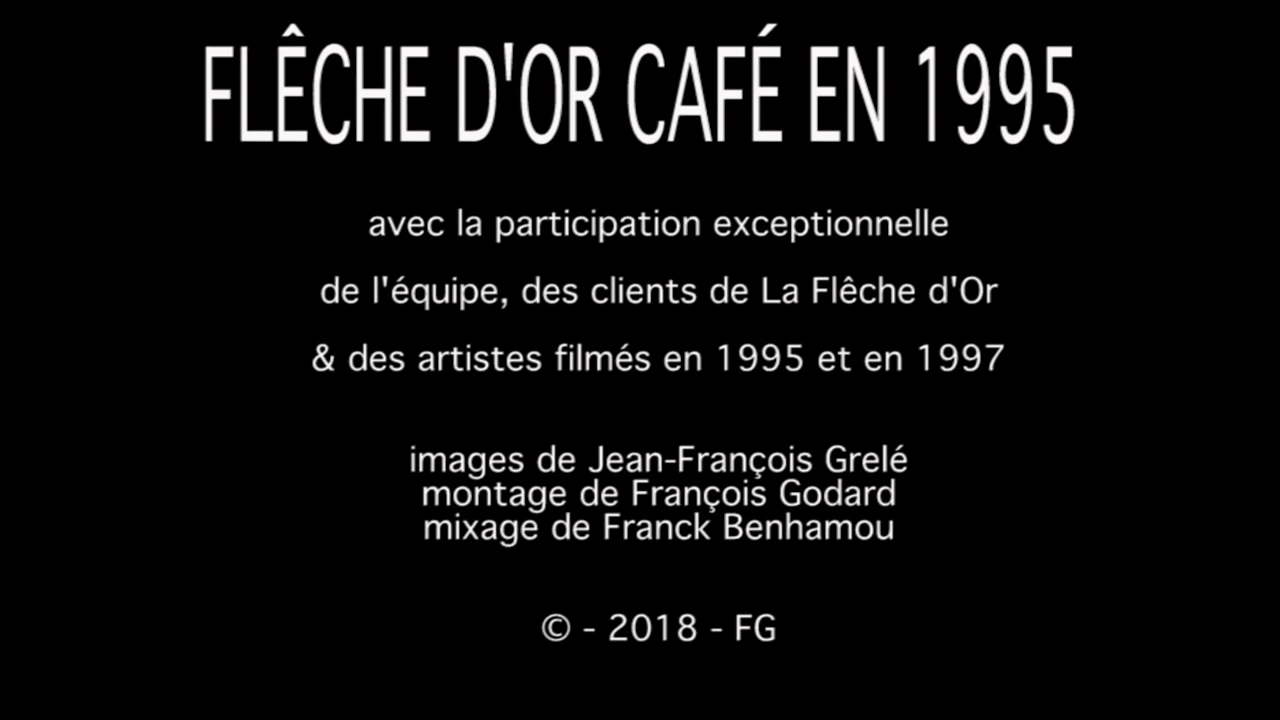 FLÊCHE D'OR CAFÉ EN 1995
avec la participation exceptionnelle
de l'équipe, des clients de La Flêche d'Or
& des artistes filmés en 1995 et en 1997
images de Jean-François Grelé
montage de François Godard
mixage de Franck Benhamou
© - 2018 - FG